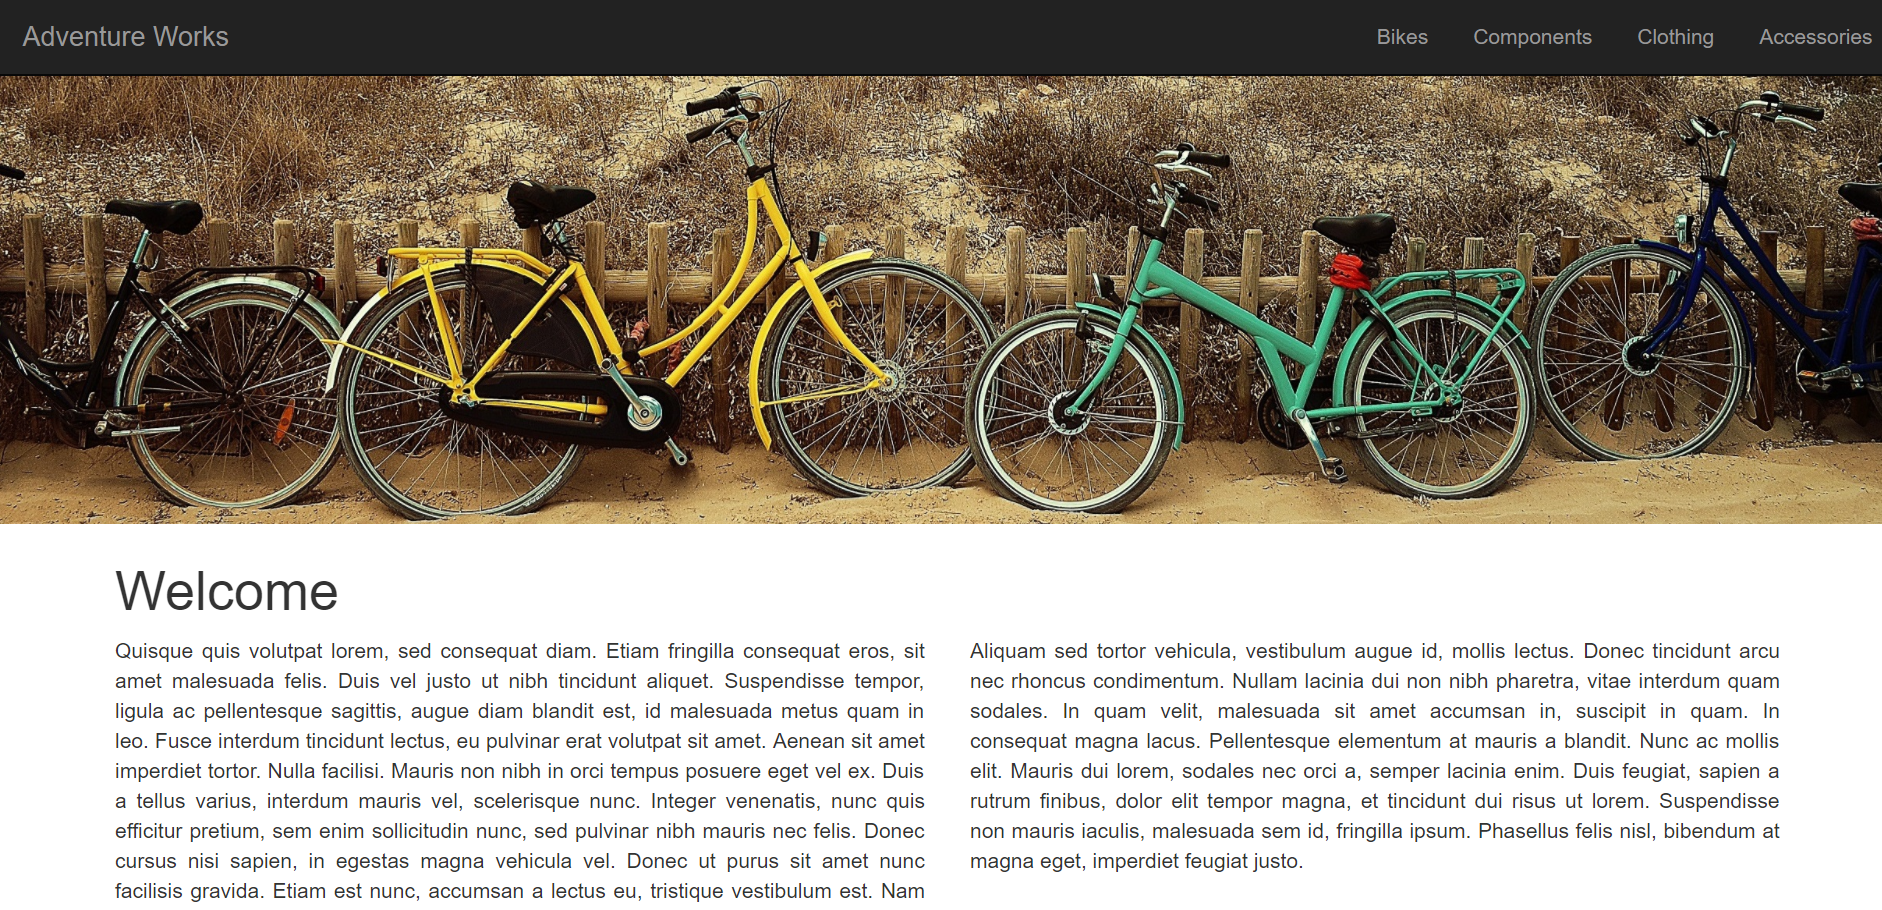 Adventure Works
Bikes Components Clothing Accessories
Welcome
Quisque quis volutpat lorem, sed consequat diam. Etiam fringilla consequat eros, sit
amet malesuada felis. Duis vel justo ut nibh tincidunt aliquet. Suspendisse tempor,
ligula ac pellentesque sagittis, augue diam blandit est, id malesuada metus quam in
leo. Fusce interdum tincidunt lectus, eu pulvinar erat volutpat sit amet. Aenean sit amet
imperdiet tortor. Nulla facilisi. Mauris non nibh in orci tempus posuere eget vel ex. Duis
a tellus varius, interdum mauris vel, scelerisque nunc. Integer venenatis, nunc quis
efficitur pretium, sem enim sollicitudin nunc, sed pulvinar nibh mauris nec felis. Donec
cursus nisi sapien, in egestas magna vehicula vel. Donec ut purus sit amet nunc
facilisis gravida. Etiam est nunc, accumsan a lectus eu, tristique vestibulum est. Nam
Aliquam sed tortor vehicula, vestibulum augue id, mollis lectus. Donec tincidunt arcu
nec rhoncus condimentum. Nullam lacinia dui non nibh pharetra, vitae interdum quam
sodales. In quam velit, malesuada sit amet accumsan in, suscipit in quam. In
consequat magna lacus. Pellentesque elementum at mauris a blandit. Nunc ac mollis
elit. Mauris dui lorem, sodales nec orci a, semper lacinia enim. Duis feugiat, sapien a
rutrum finibus, dolor elit tempor magna, et tincidunt dui risus ut lorem. Suspendisse
non mauris iaculis, malesuada sem id, fringilla ipsum. Phasellus felis nisl, bibendum at
magna eget, imperdiet feugiat justo.